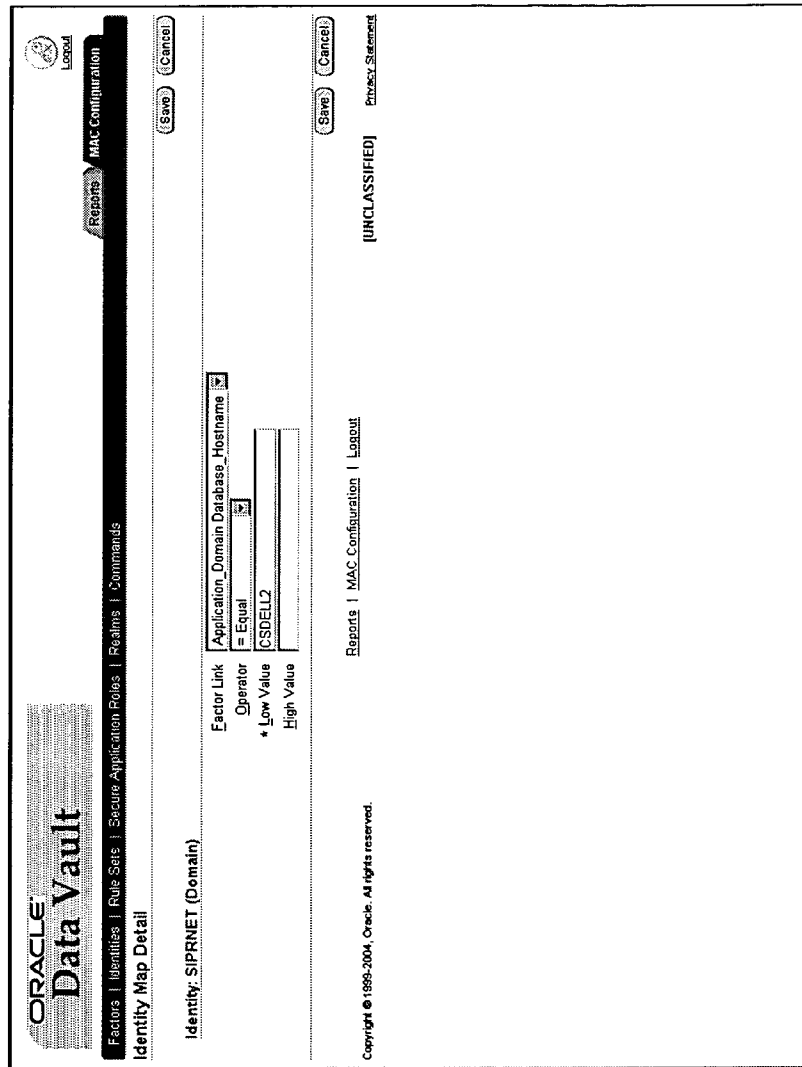 ORACLE
Data Vault
Logout
Reports MAC Configuration
Factors | Identities | Rule Sets | Secure Application Roles | Realms | Commands
Identity Map Detail
Save Cancel
Identity: SIPRNET (Domain)
Factor Link Application_Domain Database_Hostname
Operator = Equal
* Low Value CSDELL2
High Value
Save Cancel
Reports | MAC Configuration | Logout
Copyright © 1999-2004, Oracle. All rights reserved. [UNCLASSIFIED] Privacy Statement